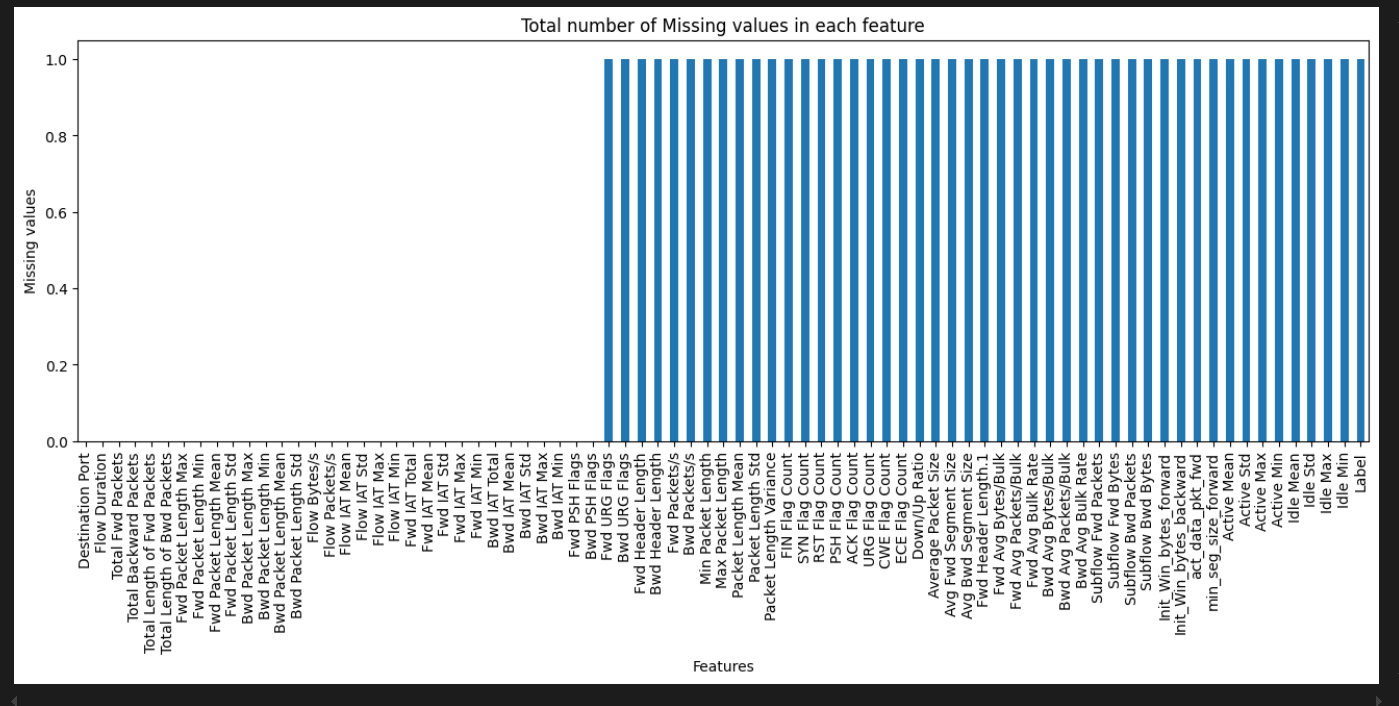 Total number of Missing values in each feature
1.0
0.8
0.6
0.4
0.2
0.0
Missing values
Destination Port
Flow Duration
Total Fwd Packets
Total Backward Packets
Total Length of Fwd Packets
Total Length of Bwd Packets
Fwd Packet Length Max
Fwd Packet Length Min
Fwd Packet Length Mean
Fwd Packet Length Std
Bwd Packet Length Max
Bwd Packet Length Min
Bwd Packet Length Mean
Bwd Packet Length Std
Flow Bytes/s
Flow Packets/s
Flow IAT Mean
Flow IAT Std
Flow IAT Max
Flow IAT Min
Fwd IAT Total
Fwd IAT Mean
Fwd IAT Std
Fwd IAT Max
Fwd IAT Min
Bwd IAT Total
Bwd IAT Mean
Bwd IAT Std
Bwd IAT Max
Bwd IAT Min
Fwd PSH Flags
Bwd PSH Flags
Fwd URG Flags
Bwd URG Flags
Fwd Header Length
Bwd Header Length
Fwd Packets/s
Bwd Packets/s
Min Packet Length
Max Packet Length
Packet Length Mean
Packet Length Std
Packet Length Variance
FIN Flag Count
SYN Flag Count
RST Flag Count
PSH Flag Count
ACK Flag Count
URG Flag Count
CWE Flag Count
ECE Flag Count
Down/Up Ratio
Average Packet Size
Avg Fwd Segment Size
Avg Bwd Segment Size
Fwd Header Length.1
Fwd Avg Bytes/Bulk
Fwd Avg Packets/Bulk
Fwd Avg Bulk Rate
Bwd Avg Bytes/Bulk
Bwd Avg Packets/Bulk
Bwd Avg Bulk Rate
Subflow Fwd Packets
Subflow Fwd Bytes
Subflow Bwd Packets
Subflow Bwd Bytes
Init_Win_bytes_forward
Init_Win_bytes_backward
act_data_pkt_fwd
min_seg_size_forward
Active Mean
Active Std
Active Max
Active Min
Idle Mean
Idle Std
Idle Max
Idle Min
Label
Features